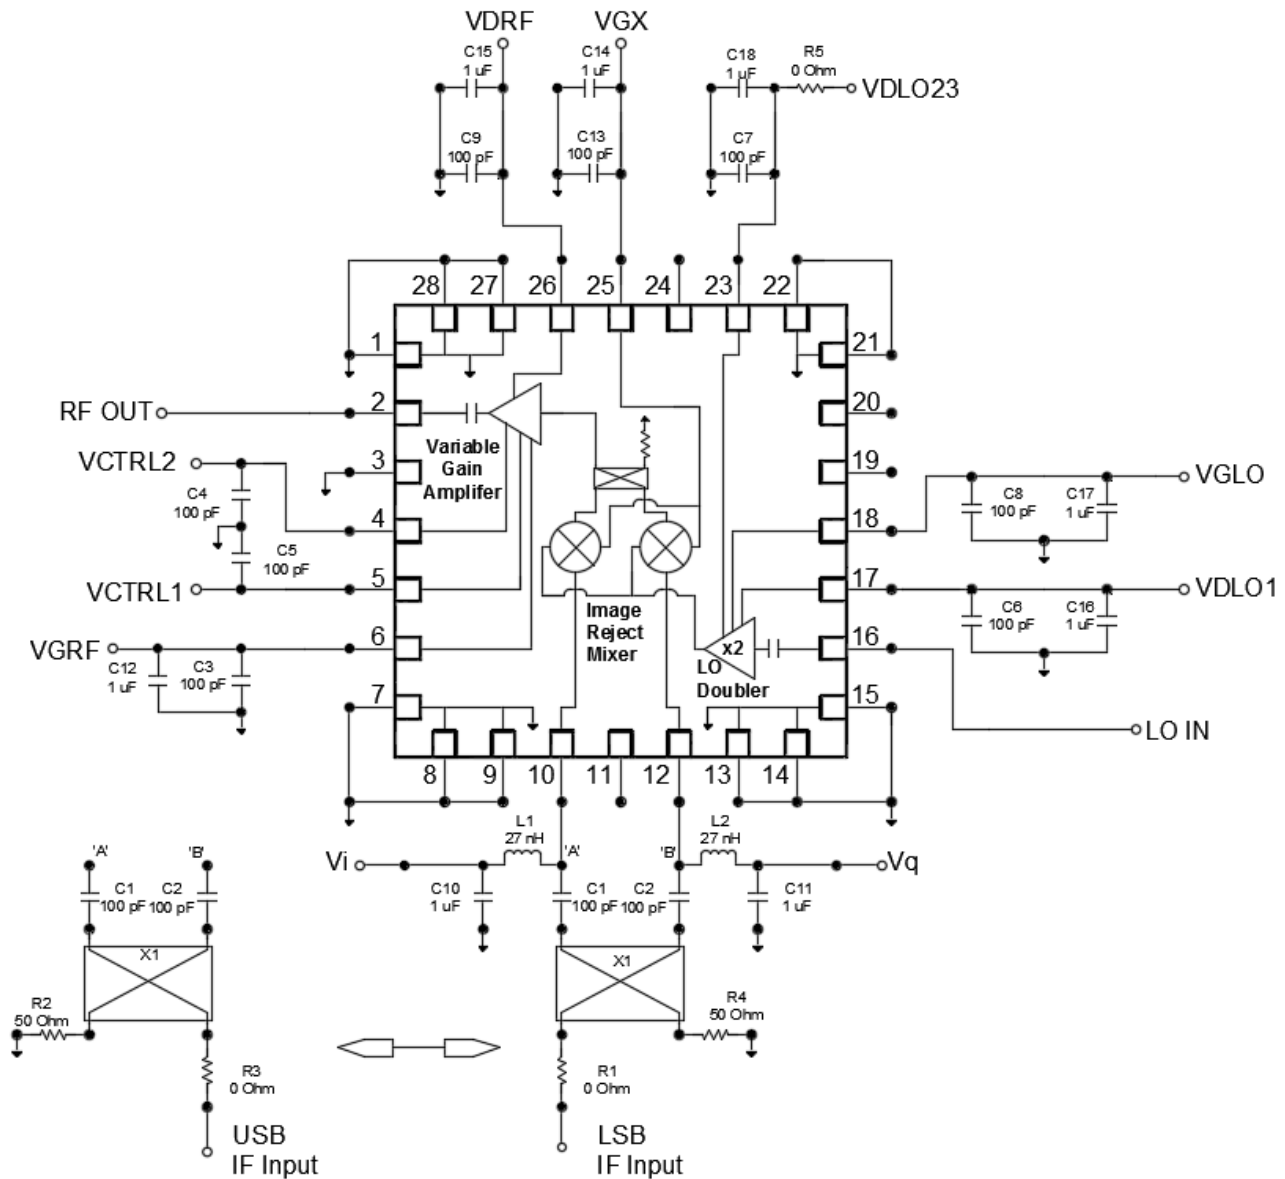 VDRF
VGX
C15
1 uF
C14
1 uF
C18
1 uF
R5
0 Ohm
VDLO23
C9
100 pF
C13
100 pF
C7
100 pF
28
27
26
25
24
23
22
1
21
RF OUT
2
20
Variable
Gain
Amplifer
VCTRL2
3
19
VGLO
C4
100 pF
4
18
C8
100 pF
C17
1 uF
C5
100 pF
VCTRL1
5
17
VDLO1
Image
Reject
Mixer
C6
100 pF
C16
1 uF
VGRF
6
16
x2
LO
Doubler
C12
1 uF
C3
100 pF
7
15
LO IN
8
9
10
11
12
13
14
L1
27 nH
L2
27 nH
'A'
'B'
Vi
'A'
'B'
Vq
C1
100 pF
C2
100 pF
C10
1 uF
C1
100 pF
C2
100 pF
C11
1 uF
X1
X1
R2
50 Ohm
R4
50 Ohm
R3
0 Ohm
R1
0 Ohm
USB
IF Input
LSB
IF Input